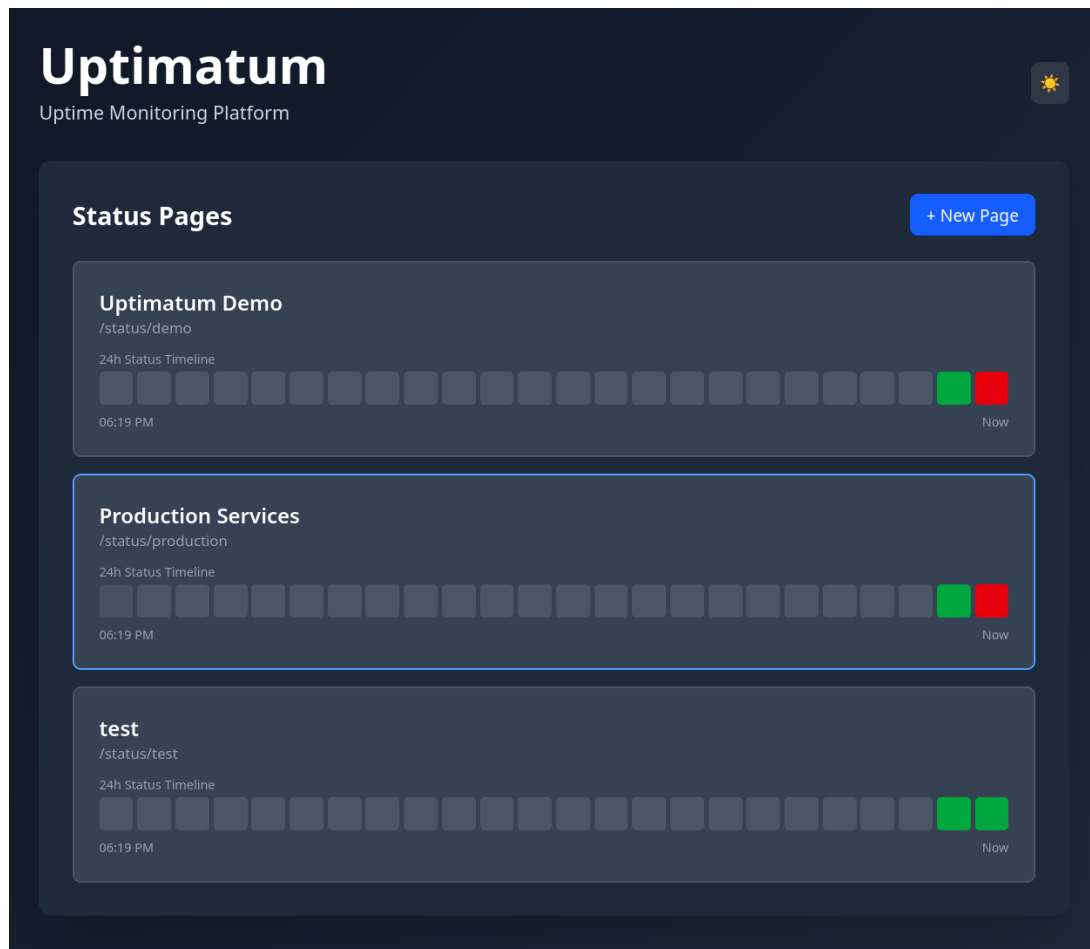 Uptimatum
Uptime Monitoring Platform
Status Pages
+ New Page
Uptimatum Demo
/status/demo
24h Status Timeline
06:19 PM Now
Production Services
/status/production
24h Status Timeline
06:19 PM Now
test
/status/test
24h Status Timeline
06:19 PM Now